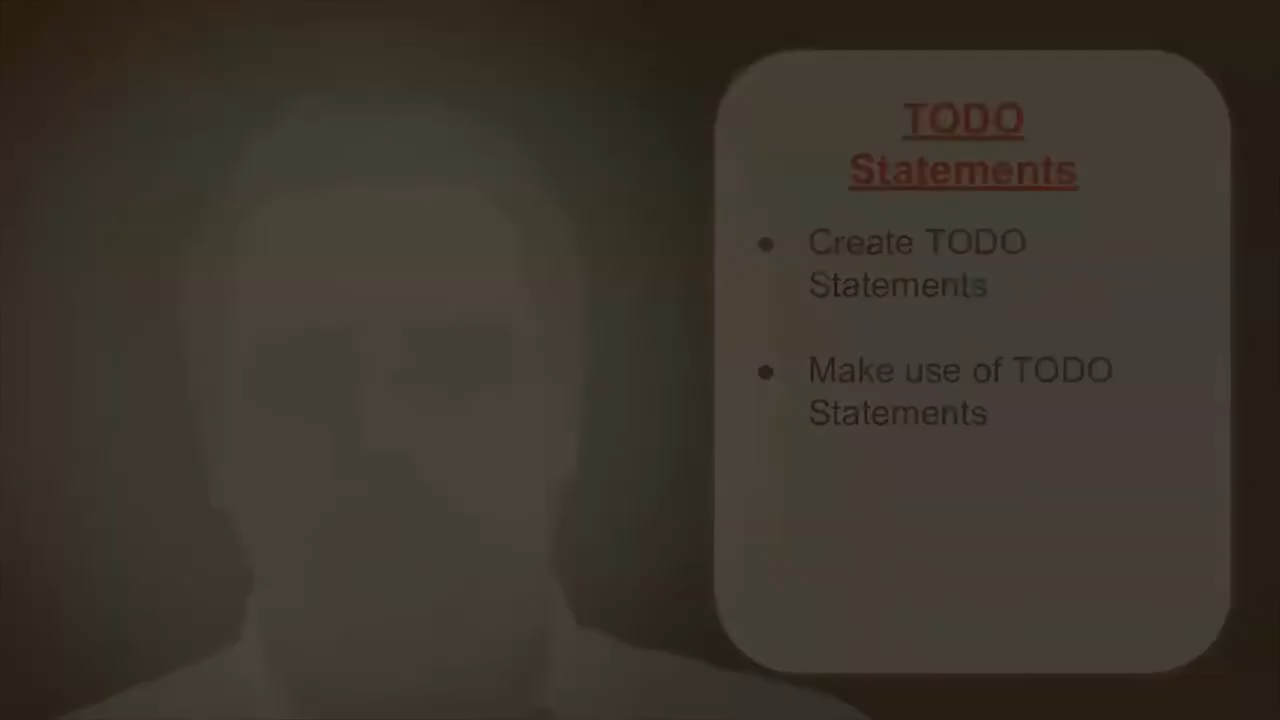 TODO
Statements
● Create TODO
Statements
● Make use of TODO
Statements